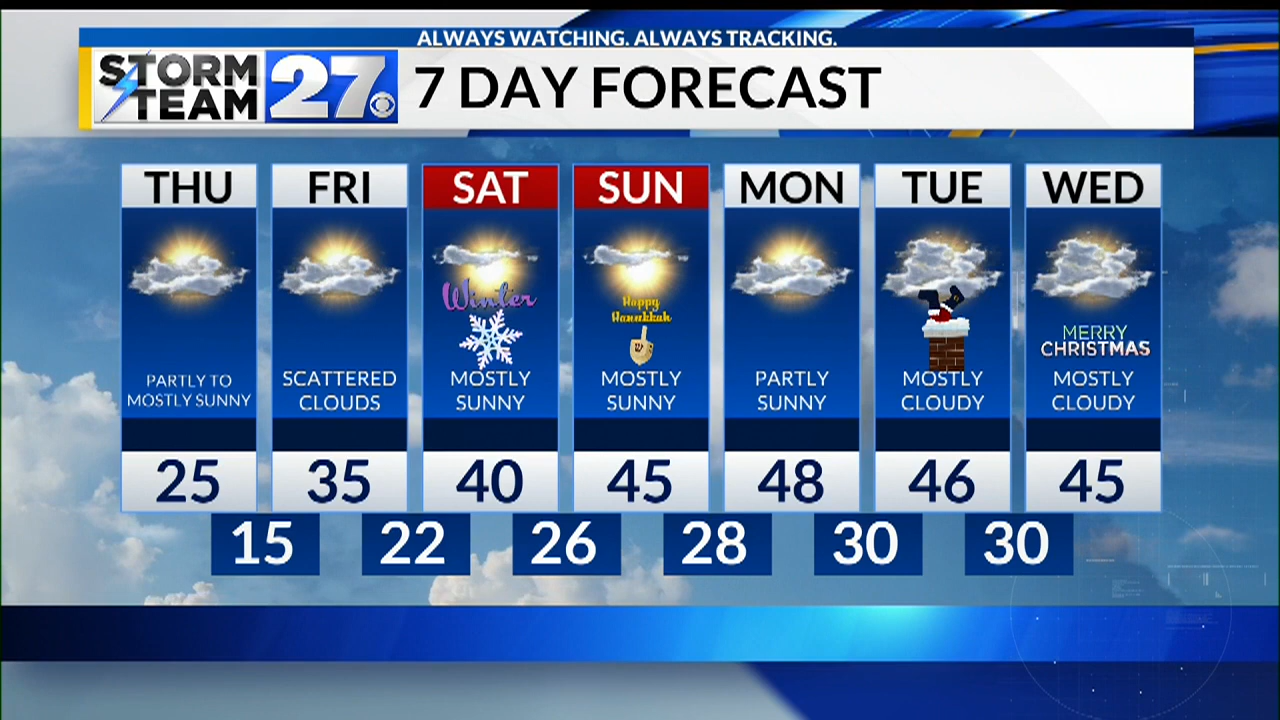 ALWAYS WATCHING. ALWAYS TRACKING.
STORM
TEAM
27
7 DAY FORECAST
THU
FRI
SAT
SUN
MON
TUE
WED
Winter
Happy
Hanukkah
MERRY
CHRISTMAS
PARTLY TO
MOSTLY SUNNY
SCATTERED
CLOUDS
MOSTLY
SUNNY
MOSTLY
SUNNY
PARTLY
SUNNY
MOSTLY
CLOUDY
MOSTLY
CLOUDY
25
35
40
45
48
46
45
15
22
26
28
30
30